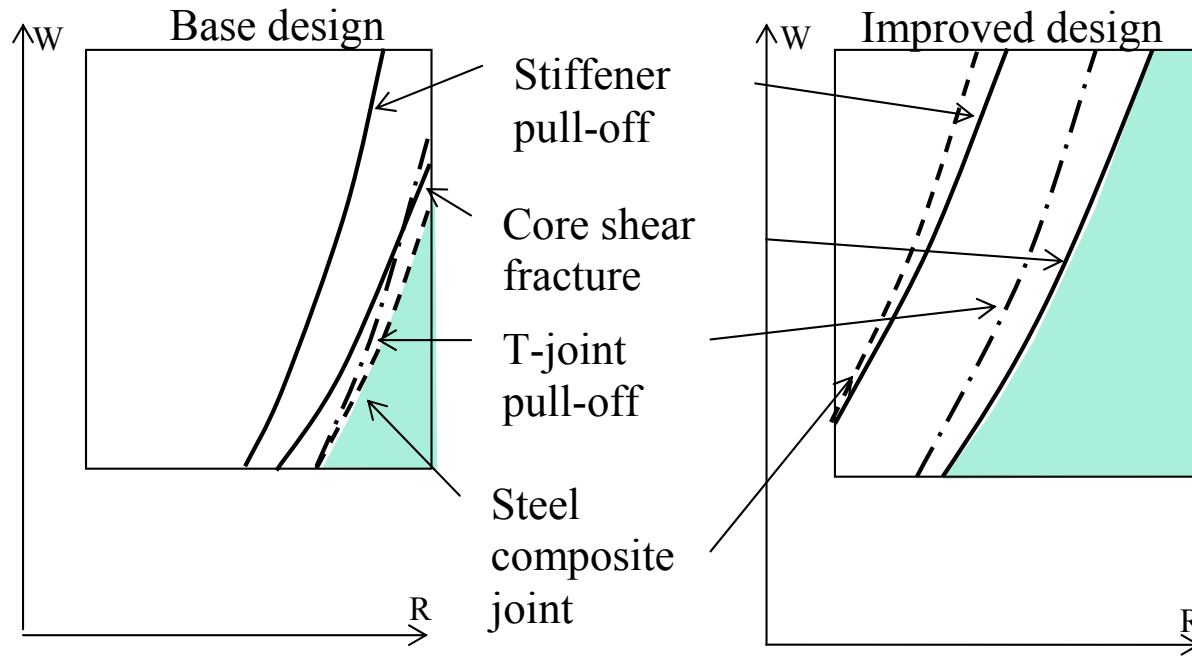 W
Base design
W
Improved design
Stiffener
pull-off
Core shear
fracture
T-joint
pull-off
Steel
composite
joint
R
R